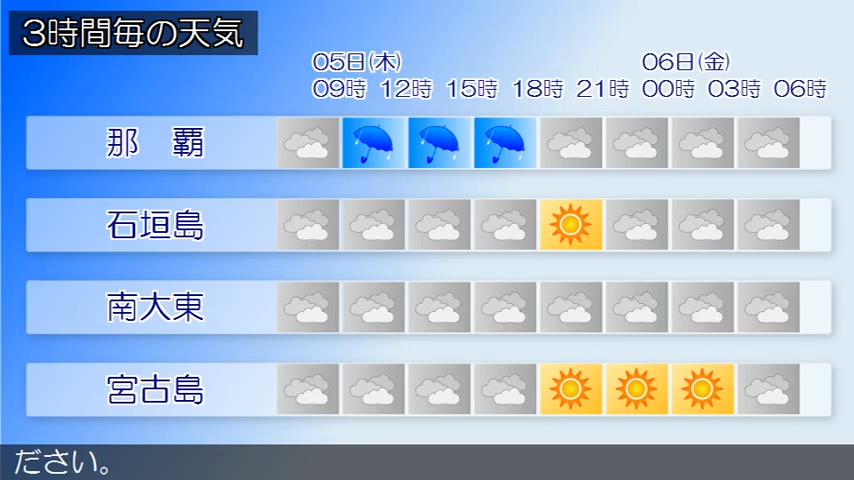 3時間毎の天気
05日(木) 06日(金)
09時 12時 15時 18時 21時 00時 03時 06時
那 覇
石垣島
南大東
宮古島
ださい。